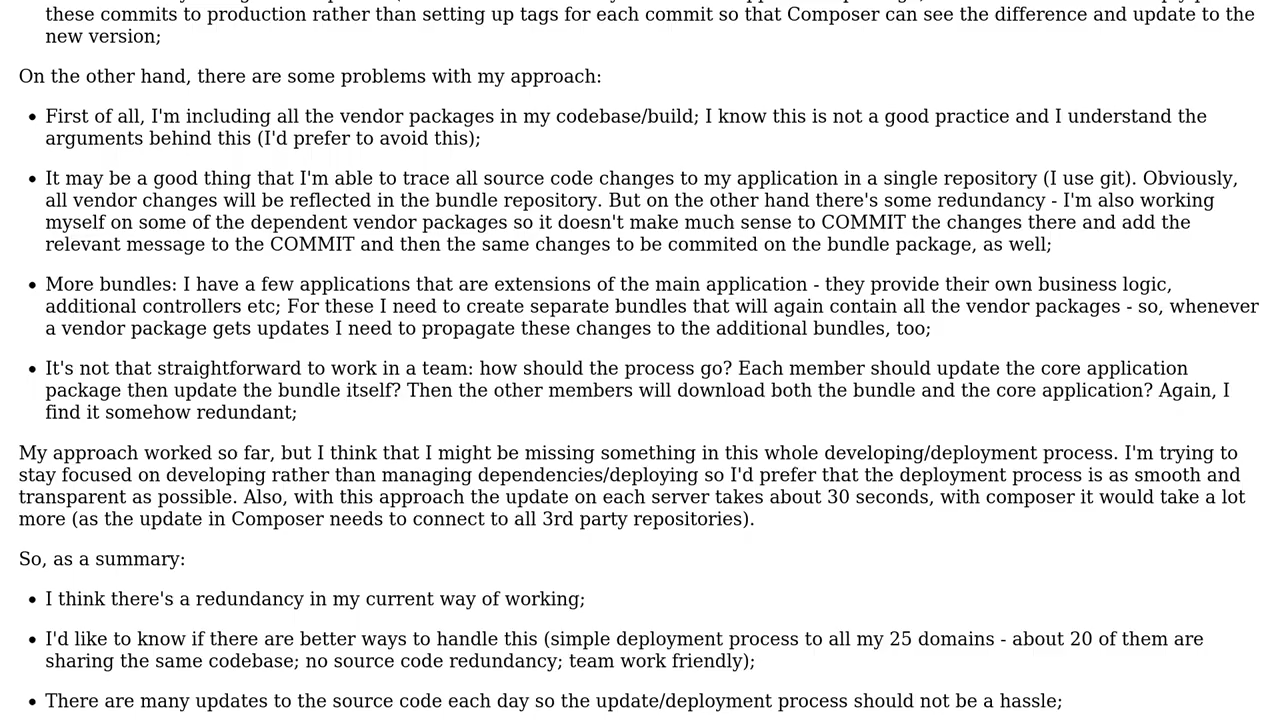 these commits to production rather than setting up tags for each commit so that Composer can see the difference and update to the
new version;
On the other hand, there are some problems with my approach:
• First of all, I'm including all the vendor packages in my codebase/build; I know this is not a good practice and I understand the
arguments behind this (I'd prefer to avoid this);
• It may be a good thing that I'm able to trace all source code changes to my application in a single repository (I use git). Obviously,
all vendor changes will be reflected in the bundle repository. But on the other hand there's some redundancy - I'm also working
myself on some of the dependent vendor packages so it doesn't make much sense to COMMIT the changes there and add the
relevant message to the COMMIT and then the same changes to be commited on the bundle package, as well;
• More bundles: I have a few applications that are extensions of the main application - they provide their own business logic,
additional controllers etc; For these I need to create separate bundles that will again contain all the vendor packages - so, whenever
a vendor package gets updates I need to propagate these changes to the additional bundles, too;
• It's not that straightforward to work in a team: how should the process go? Each member should update the core application
package then update the bundle itself? Then the other members will download both the bundle and the core application? Again, I
find it somehow redundant;
My approach worked so far, but I think that I might be missing something in this whole developing/deployment process. I'm trying to
stay focused on developing rather than managing dependencies/deploying so I'd prefer that the deployment process is as smooth and
transparent as possible. Also, with this approach the update on each server takes about 30 seconds, with composer it would take a lot
more (as the update in Composer needs to connect to all 3rd party repositories).
So, as a summary:
• I think there's a redundancy in my current way of working;
• I'd like to know if there are better ways to handle this (simple deployment process to all my 25 domains - about 20 of them are
sharing the same codebase; no source code redundancy; team work friendly);
• There are many updates to the source code each day so the update/deployment process should not be a hassle;